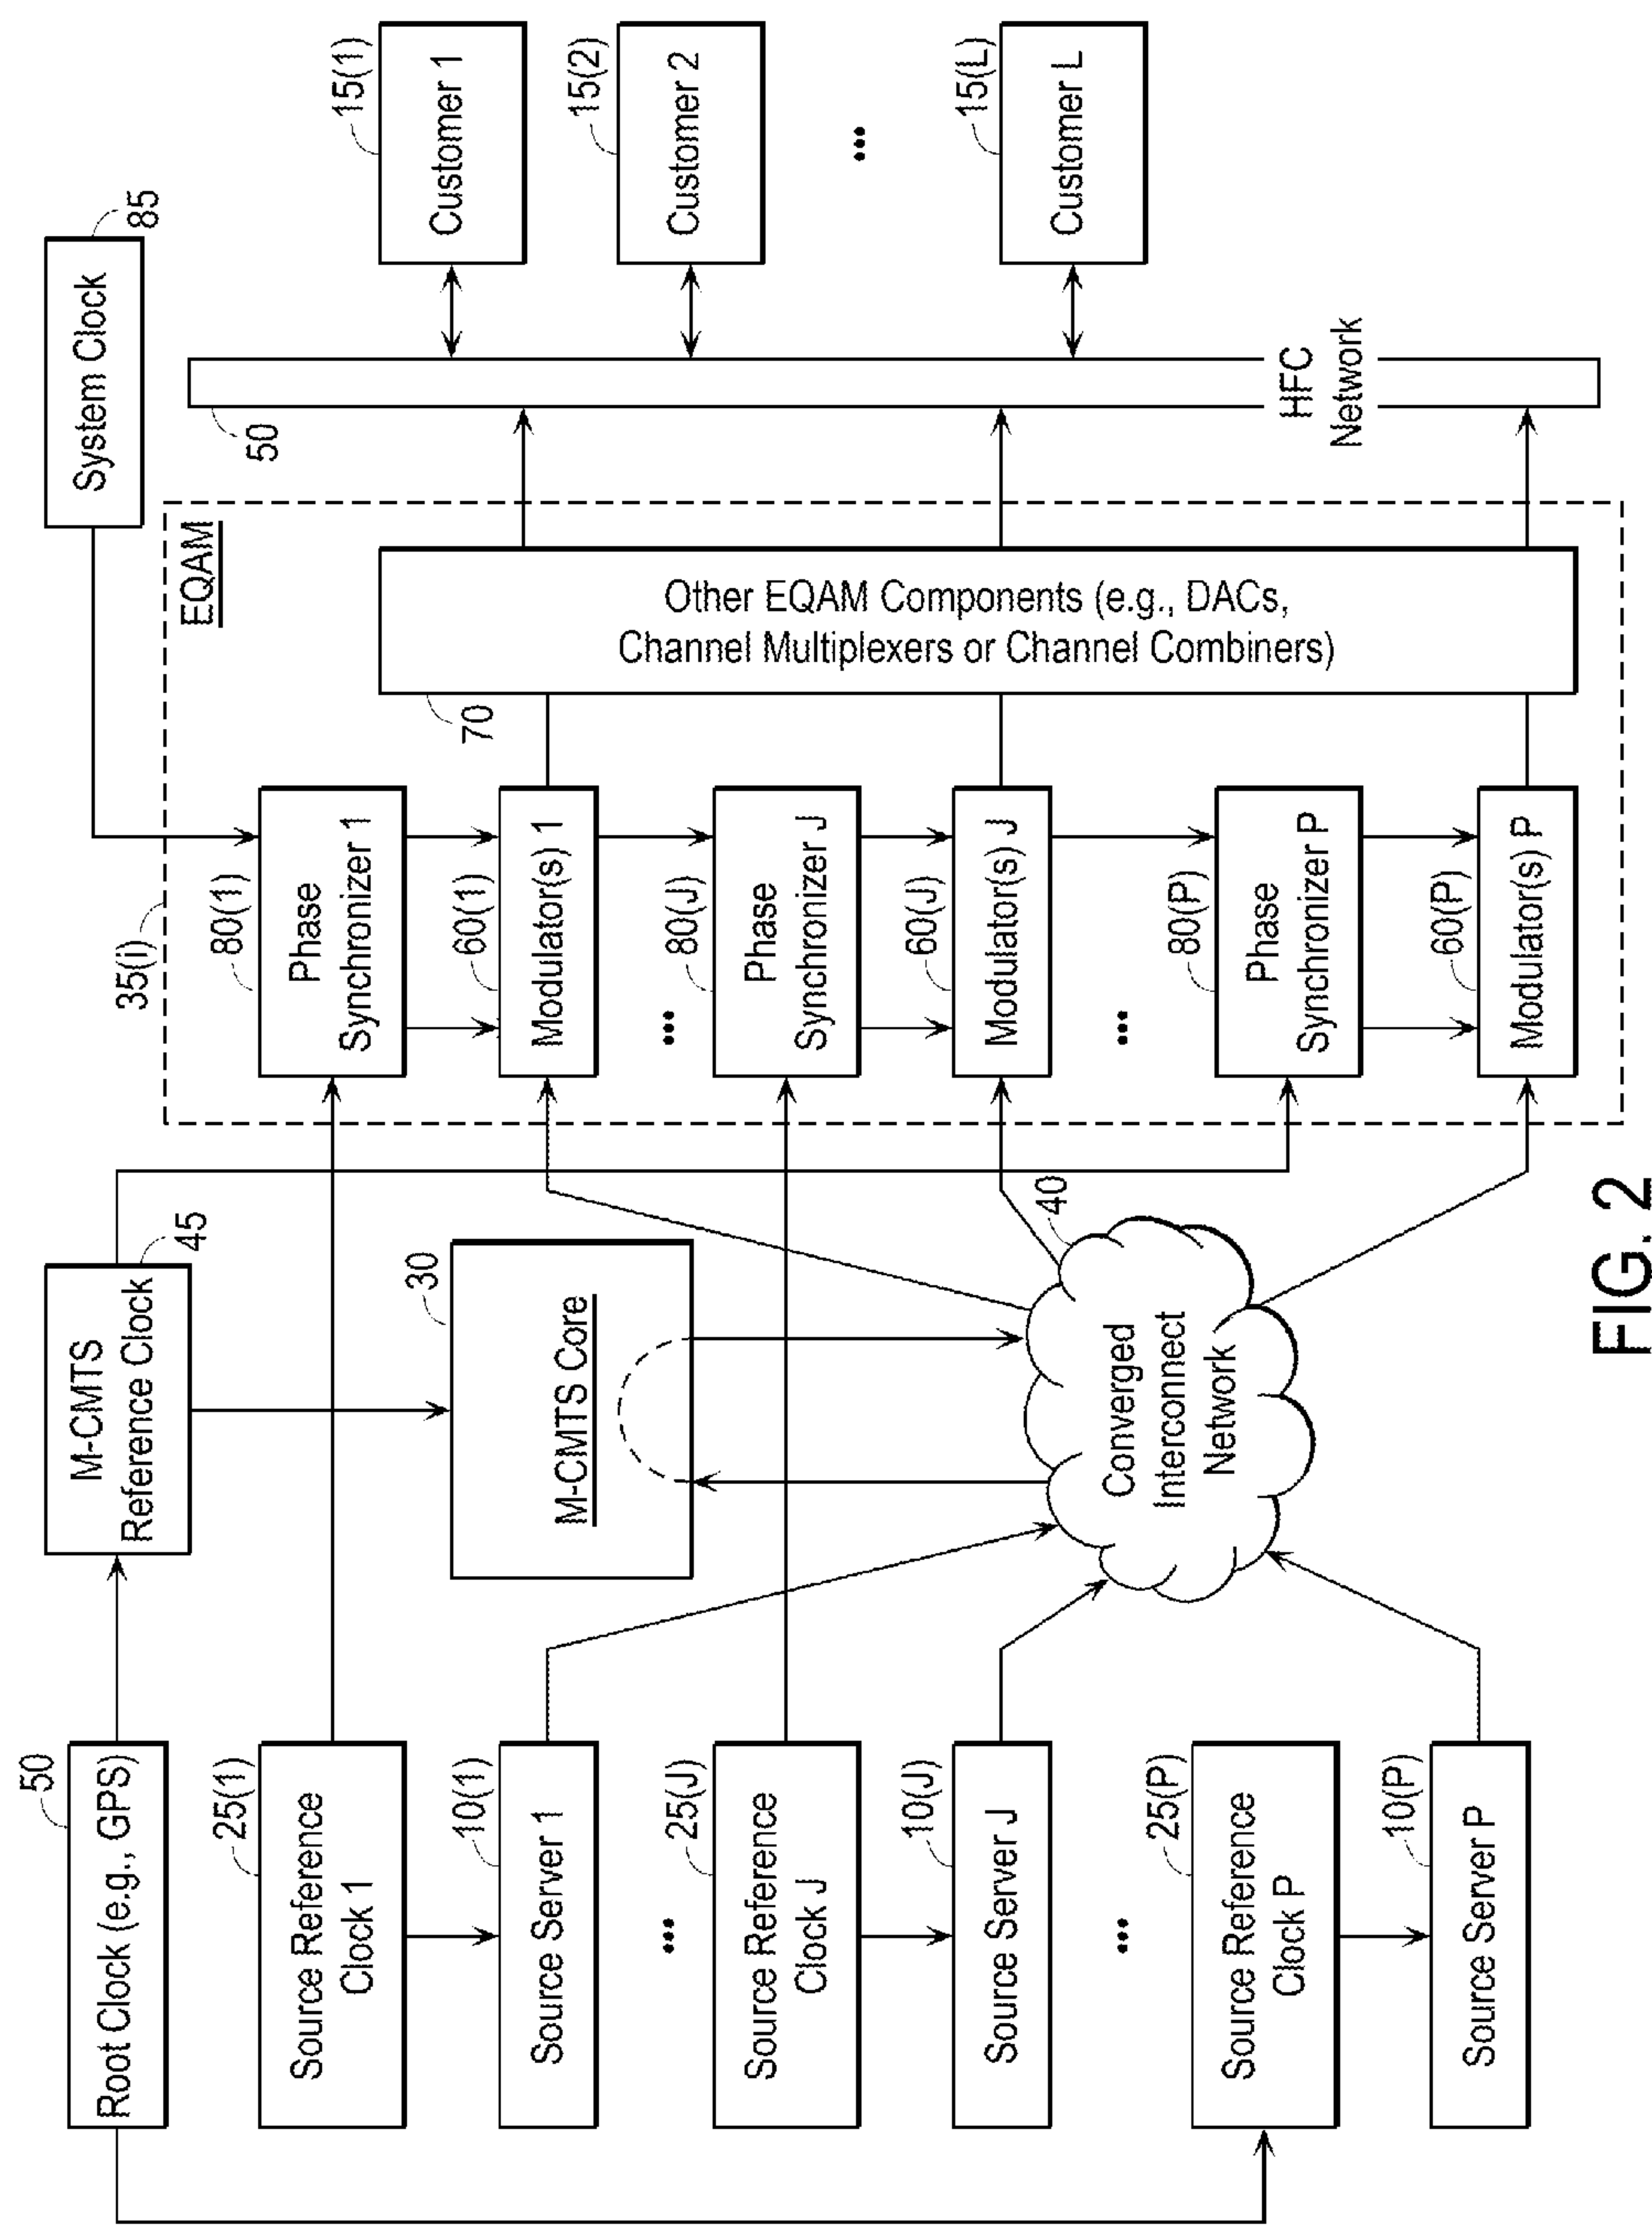 50
Root Clock (e.g., GPS)
M-CMTS
Reference Clock
45
System Clock
85
25(1)
Source Reference
Clock 1
10(1)
Source Server 1
•••
25(J)
Source Reference
Clock J
10(J)
Source Server J
•••
25(P)
Source Reference
Clock P
10(P)
Source Server P
30
M-CMTS Core
40
Converged
Interconnect
Network
35(i)
EQAM
80(1)
Phase
Synchronizer 1
60(1)
Modulator(s) 1
•••
80(J)
Phase
Synchronizer J
60(J)
Modulator(s) J
•••
80(P)
Phase
Synchronizer P
60(P)
Modulator(s) P
70
Other EQAM Components (e.g., DACs,
Channel Multiplexers or Channel Combiners)
50
HFC
Network
15(1)
Customer 1
15(2)
Customer 2
•••
15(L)
Customer L
FIG. 2